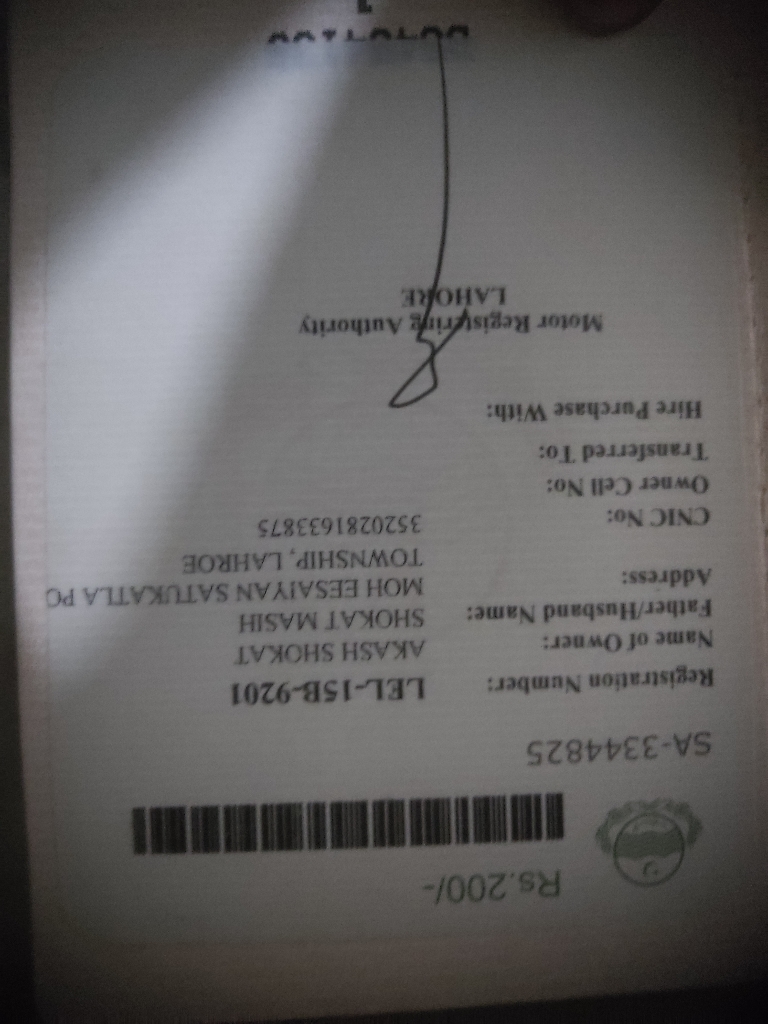 Rs.200/-
SA-3344825
Registration Number: LEL-15B-9201
Name of Owner: AKASH SHOKAT
Father/Husband Name: SHOKAT MASIH
Address: MOH EESAIYAN SATUKATLA PO
TOWNSHIP, LAHROE
CNIC No: 3520281633875
Owner Cell No:
Transferred To:
Hire Purchase With:
Motor Registering Authority
LAHORE